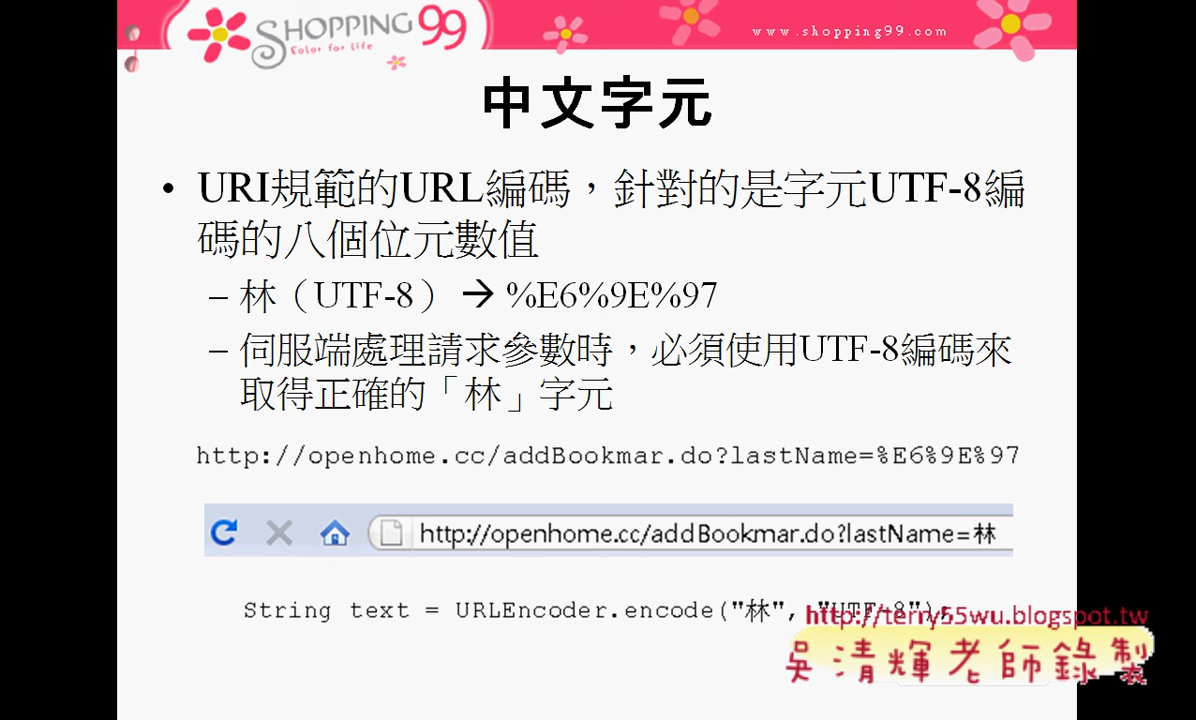 SHOPPING 99
Color for Life
www.shopping99.com
中文字元
• URI規範的URL編碼，針對的是字元UTF-8編
碼的八個位元數值
– 林（UTF-8） → %E6%9E%97
– 伺服端處理請求參數時，必須使用UTF-8編碼來
取得正確的「林」字元
http://openhome.cc/addBookmar.do?lastName=%E6%9E%97
http://openhome.cc/addBookmar.do?lastName=林
String text = URLEncoder.encode("林", "UTF-8");
http://terry55wu.blogspot.tw
吳清輝老師錄製